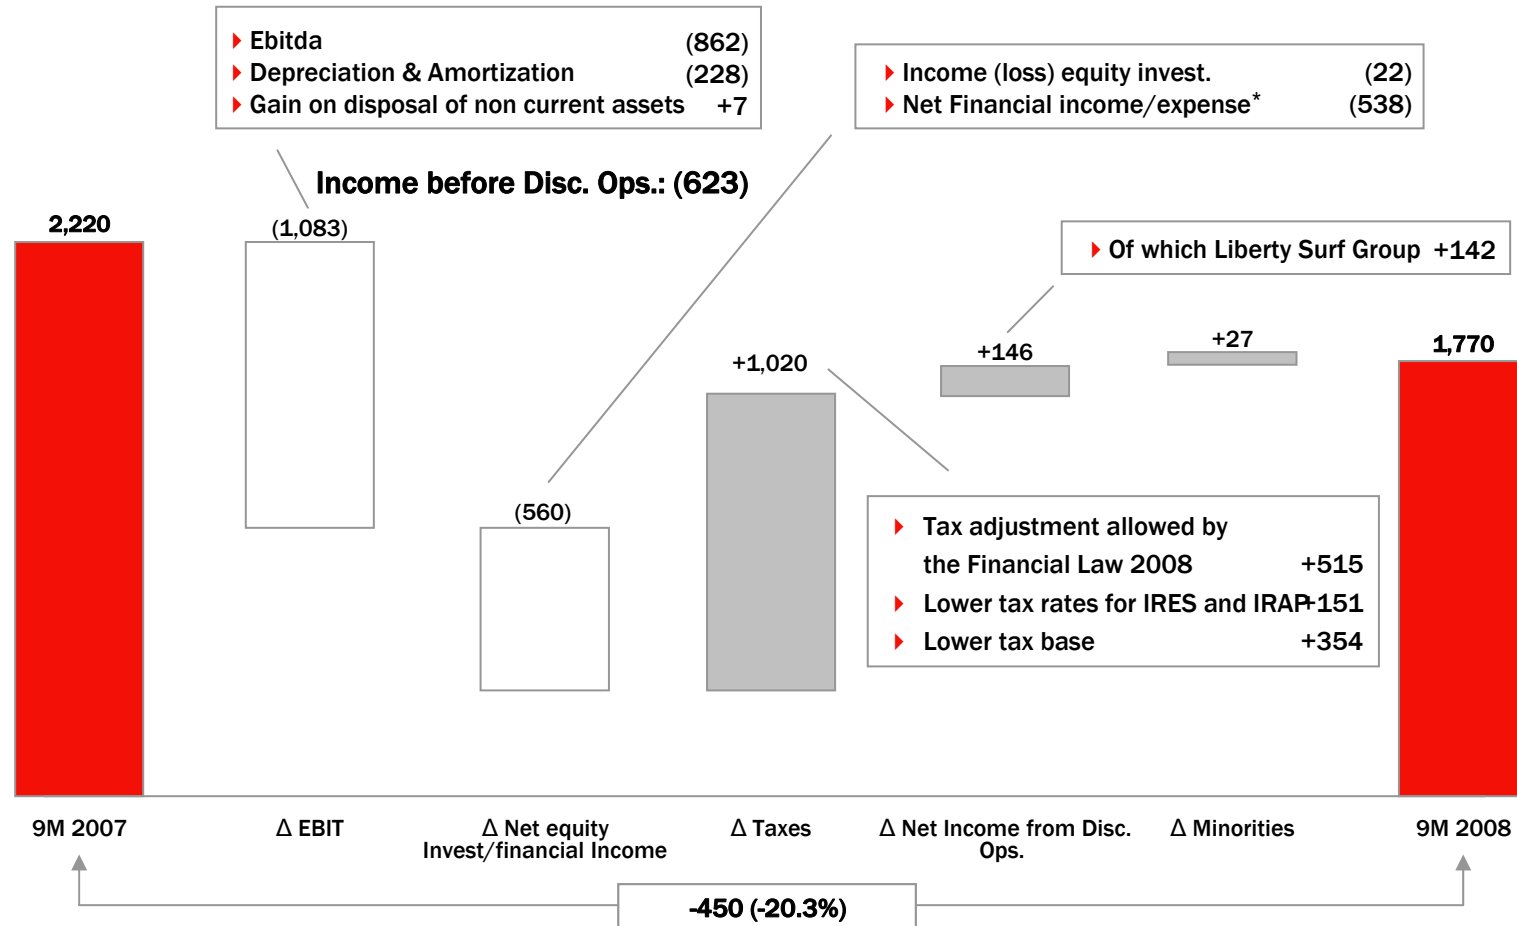 Ebitda (862)
Depreciation & Amortization (228)
Gain on disposal of non current assets +7
Income (loss) equity invest. (22)
Net Financial income/expense* (538)
Income before Disc. Ops.: (623)
2,220
(1,083)
Of which Liberty Surf Group +142
+1,020
+146
+27
1,770
(560)
Tax adjustment allowed by
the Financial Law 2008 +515
Lower tax rates for IRES and IRAP +151
Lower tax base +354
9M 2007
Δ EBIT
Δ Net equity
Invest/financial Income
Δ Taxes
Δ Net Income from Disc.
Ops.
Δ Minorities
9M 2008
-450 (-20.3%)